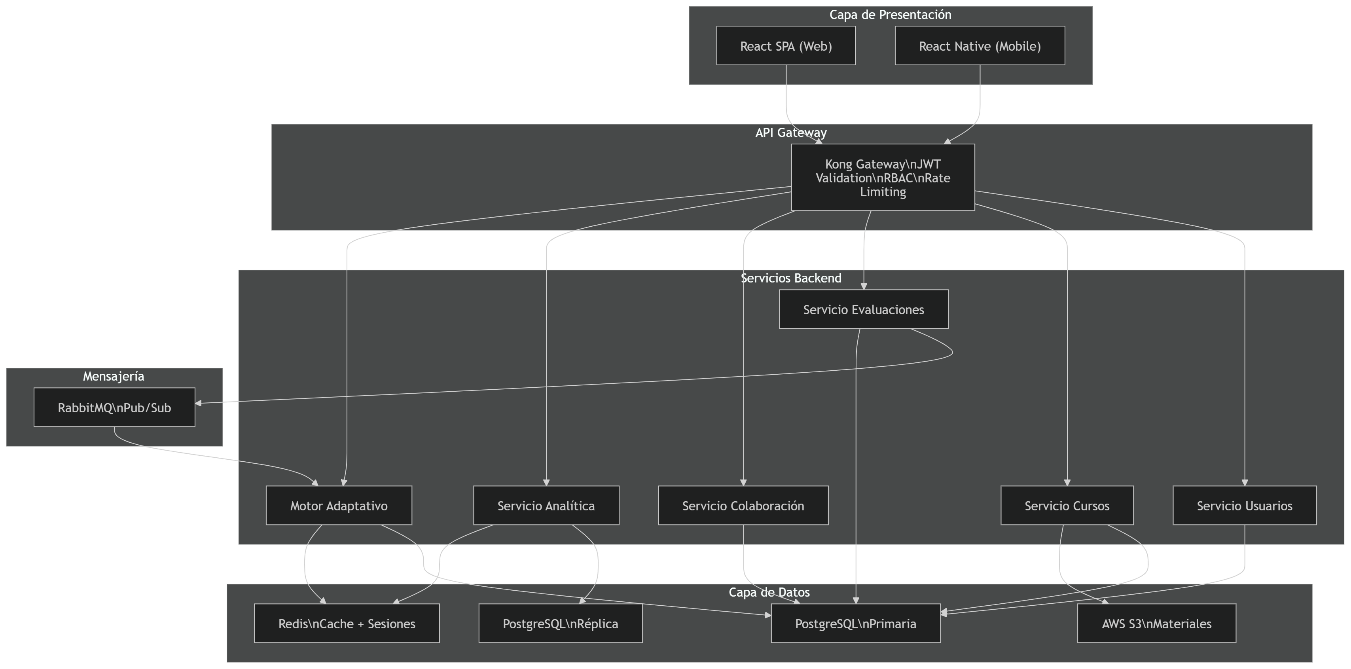 Capa de Presentación
React SPA (Web)
React Native (Mobile)
API Gateway
Kong Gateway\nJWT
Validation\nRBAC\nRate
Limiting
Servicios Backend
Servicio Evaluaciones
Mensajería
RabbitMQ\nPub/Sub
Motor Adaptativo
Servicio Analítica
Servicio Colaboración
Servicio Cursos
Servicio Usuarios
Capa de Datos
Redis\nCache + Sesiones
PostgreSQL\nRéplica
PostgreSQL\nPrimaria
AWS S3\nMateriales